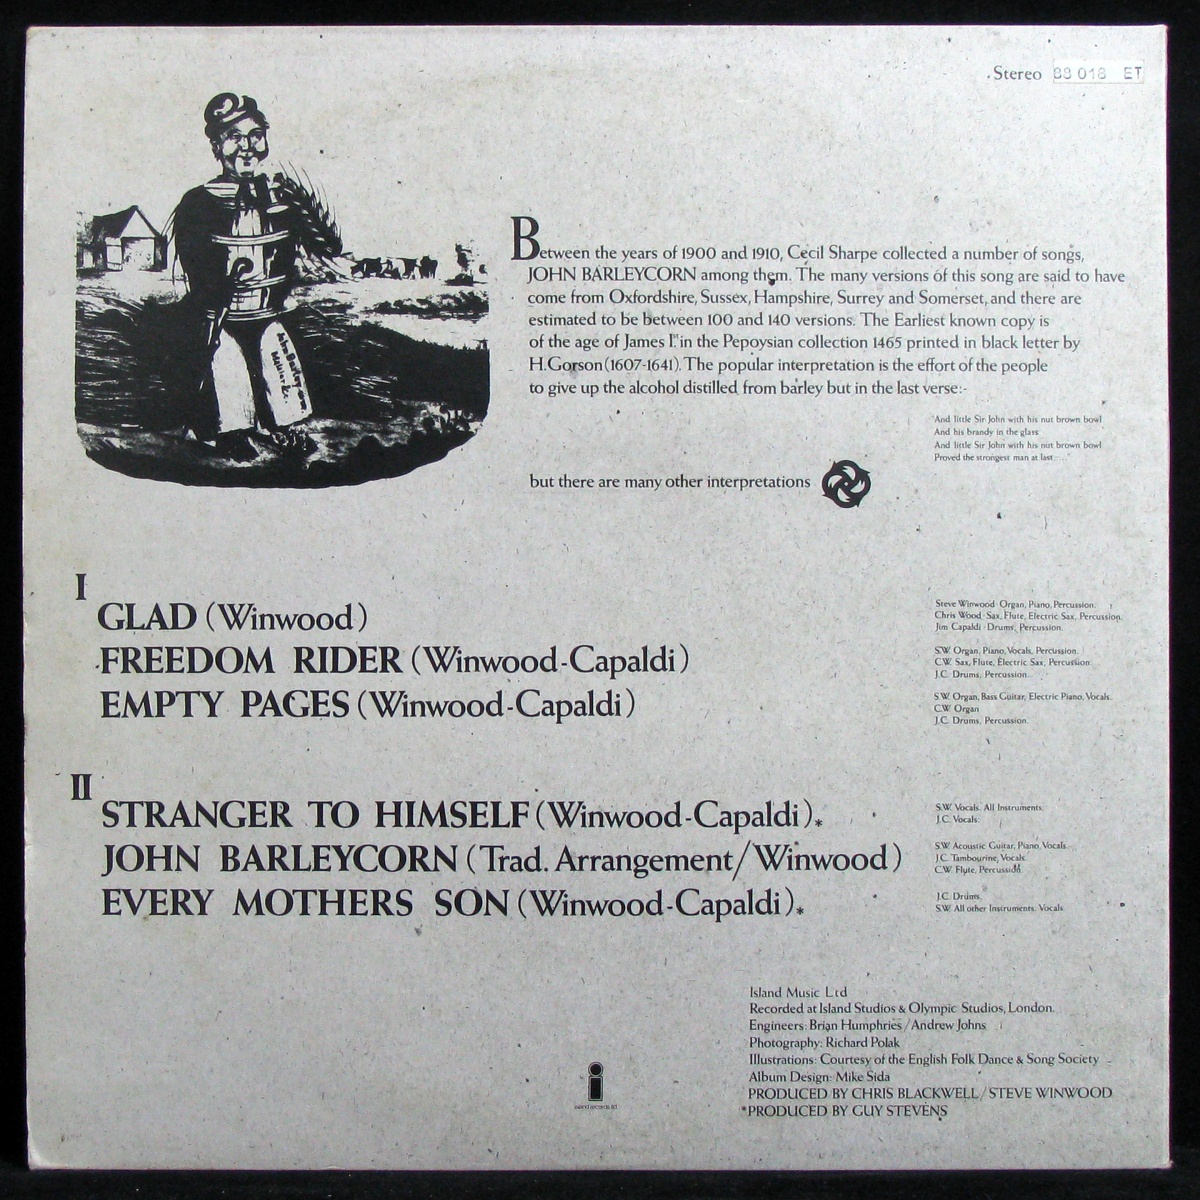 Stereo 88 018 ET
Between the years of 1900 and 1910, Cecil Sharpe collected a number of songs,
JOHN BARLEYCORN among them. The many versions of this song are said to have
come from Oxfordshire, Sussex, Hampshire, Surrey and Somerset, and there are
estimated to be between 100 and 140 versions. The Earliest known copy is
of the age of James I. in the Pepoysian collection 1465 printed in black letter by
H. Gorson (1607-1641). The popular interpretation is the effort of the people
to give up the alcohol distilled from barley but in the last verse:-
"And little Sir John with his nut brown bowl
And his brandy in the glass
And little Sir John with his nut brown bowl
Proved the strongest man at last....."
but there are many other interpretations
I
GLAD (Winwood)
Steve Winwood-Organ, Piano, Percussion.
Chris Wood-Sax, Flute, Electric Sax, Percussion.
Jim Capaldi-Drums, Percussion.
FREEDOM RIDER (Winwood-Capaldi)
S.W. Organ, Piano, Vocals, Percussion.
C.W. Sax, Flute, Electric Sax, Percussion.
J.C. Drums, Percussion.
EMPTY PAGES (Winwood-Capaldi)
S.W. Organ, Bass Guitar, Electric Piano, Vocals.
C.W. Organ
J.C. Drums, Percussion.
II
STRANGER TO HIMSELF (Winwood-Capaldi)*
S.W. Vocals. All Instruments.
J.C. Vocals.
JOHN BARLEYCORN (Trad. Arrangement/Winwood)
S.W. Acoustic Guitar, Piano, Vocals.
J.C. Tambourine, Vocals.
C.W. Flute, Percussion.
EVERY MOTHERS SON (Winwood-Capaldi)*
J.C. Drums,
S.W. All other Instruments. Vocals
Island Music Ltd
Recorded at Island Studios & Olympic Studios, London.
Engineers: Brian Humphries/Andrew Johns
Photography: Richard Polak
Illustrations: Courtesy of the English Folk Dance & Song Society
Album Design: Mike Sida
PRODUCED BY CHRIS BLACKWELL/STEVE WINWOOD
*PRODUCED BY GUY STEVENS
island records ltd